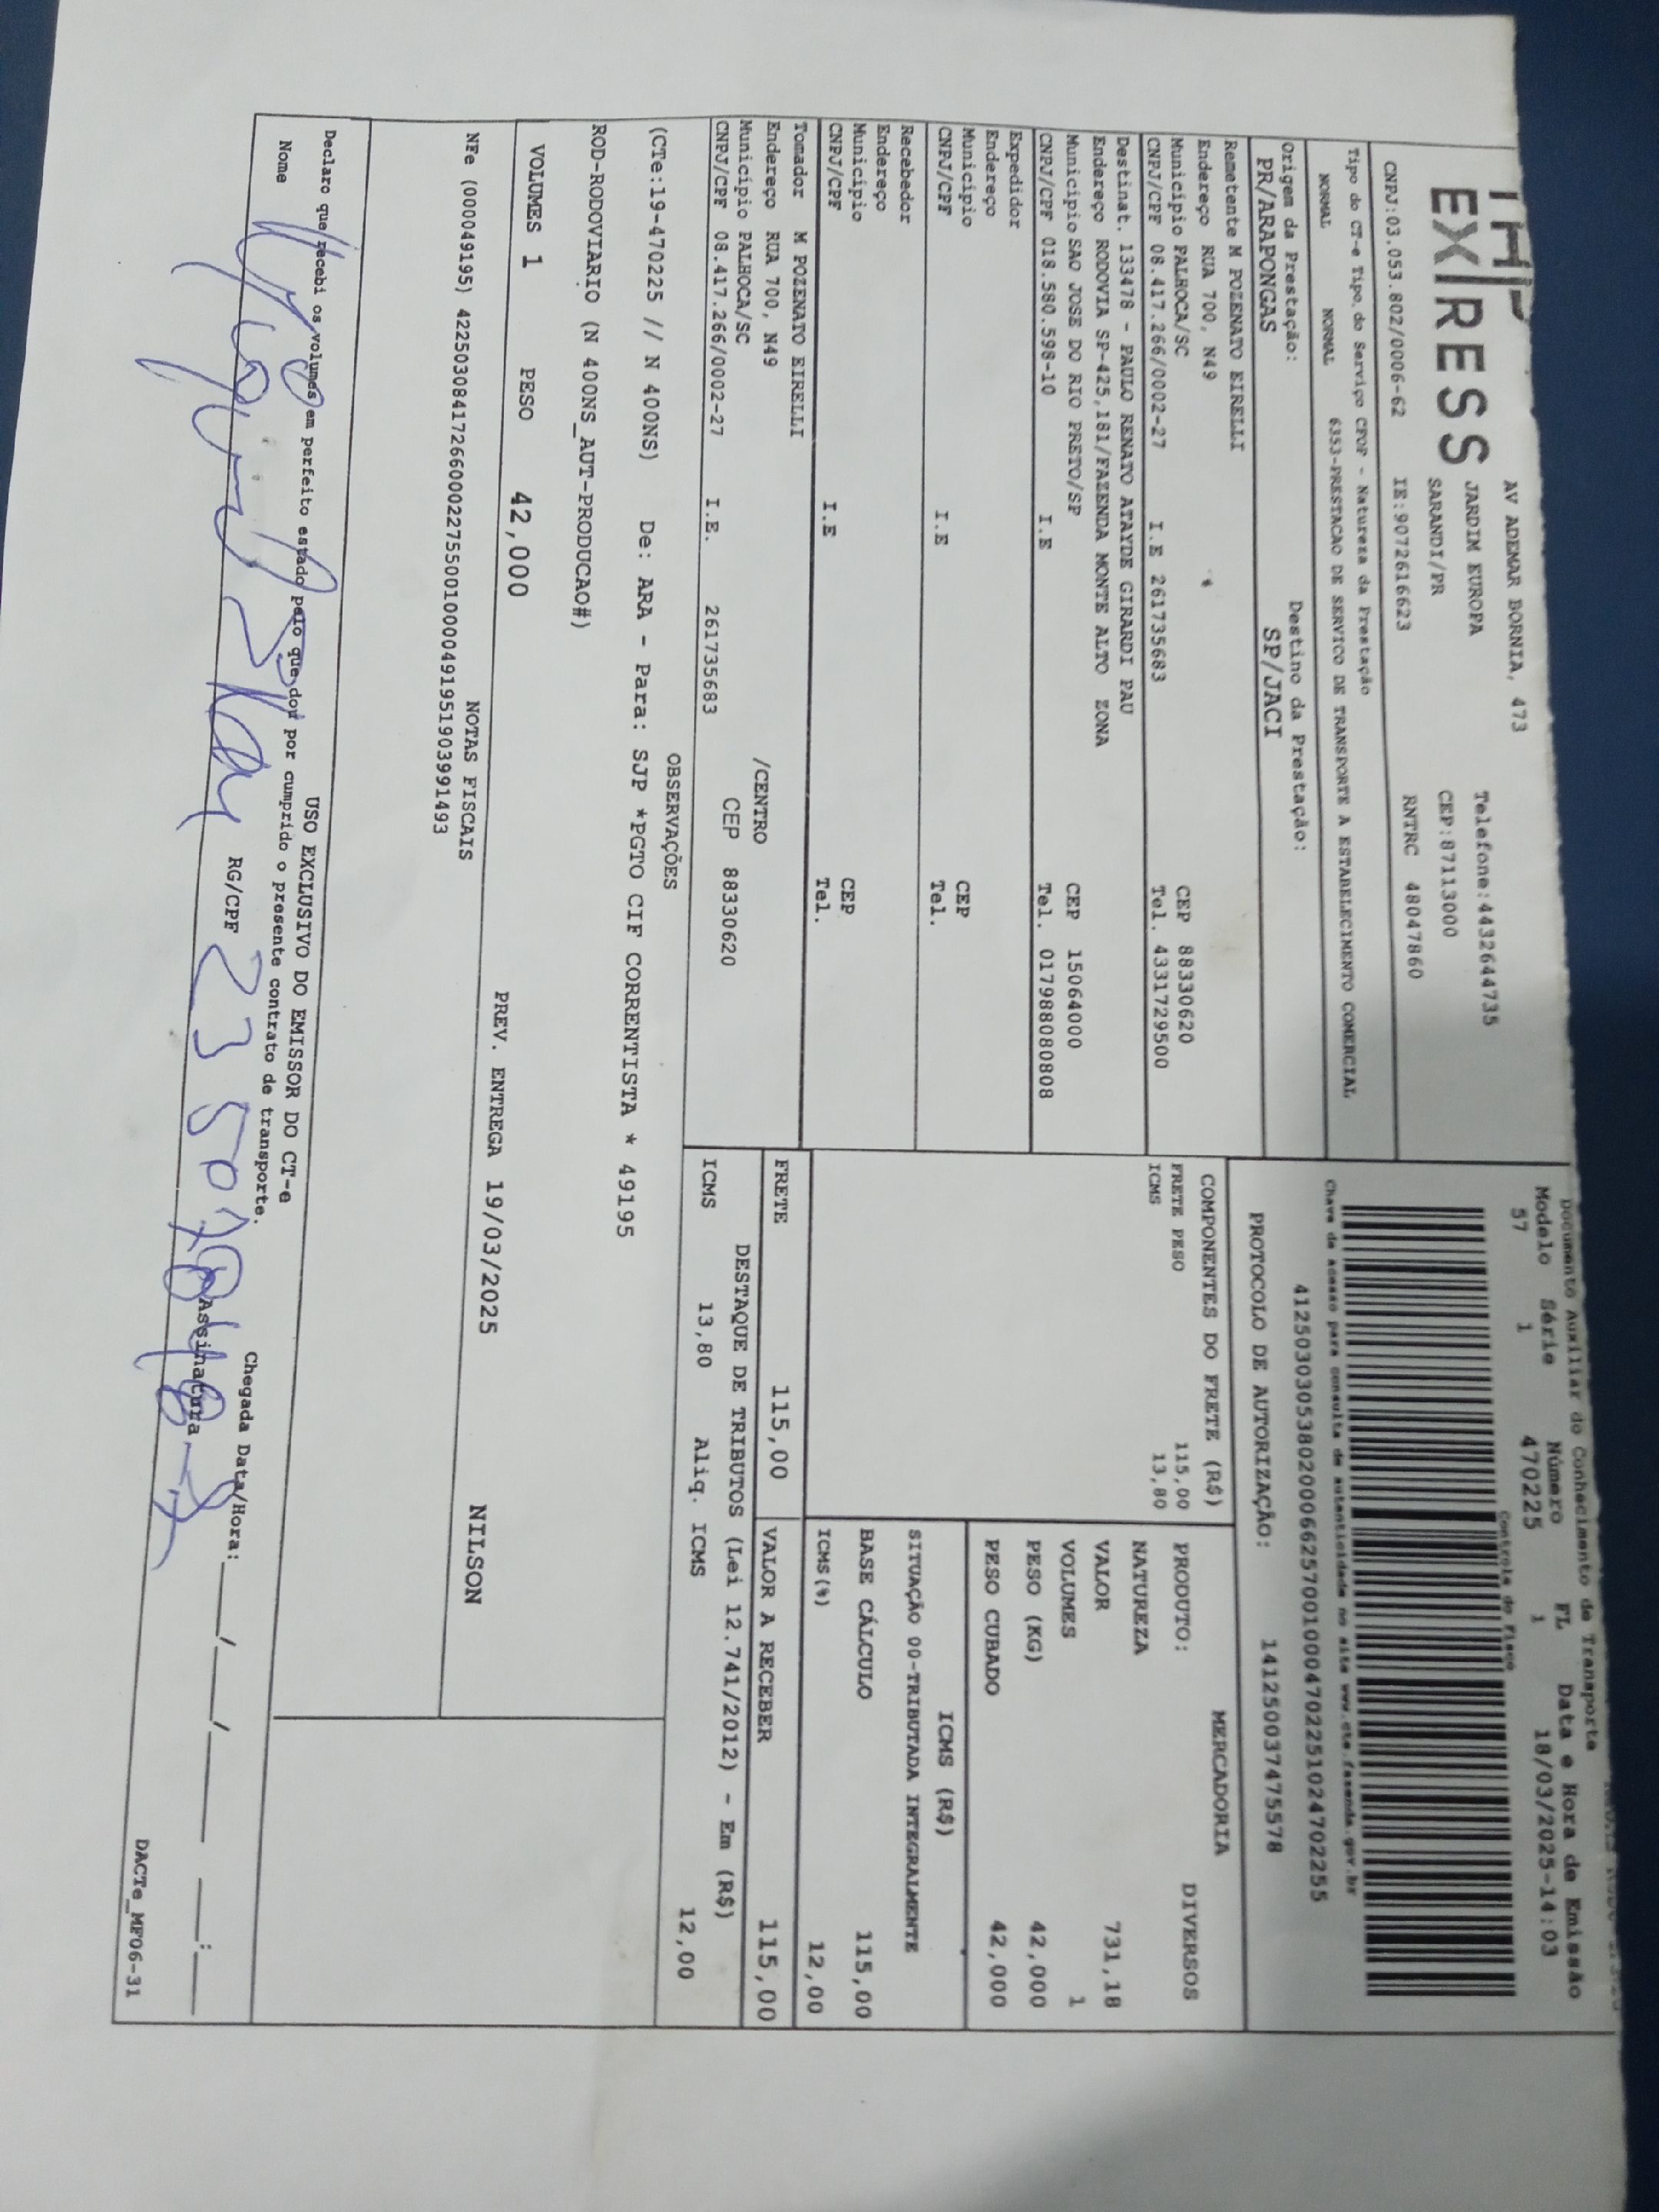 EXPRESS
AV ADEMAR BORNIA, 473
JARDIM EUROPA
Telefone:4432644735
SARANDI/PR
CEP:87113000
CNPJ:03.053.802/0006-62 IE:9072616623 RNTRC 48047860
Tipo do CT-e Tipo do Serviço CFOP - Natureza da Prestação
NORMAL NORMAL 6353-PRESTACAO DE SERVICO DE TRANSPORTE A ESTABELECIMENTO COMERCIAL
Origem da Prestação: Destino da Prestação:
PR/ARAPONGAS SP/JACI
Documento Auxiliar do Conhecimento de Transporte
Modelo Série Número FL Data e Hora de Emissão
57 1 470225 1 18/03/2025-14:03
Controle do Fisco
Chave de acesso para consulta de autenticidade no site www.cte.fazenda.gov.br
41250303053802000662570010004702251024702255
PROTOCOLO DE AUTORIZAÇÃO: 141250037475578
Remetente M POZENATO EIRELLI
Endereço RUA 700, N49
Município PALHOCA/SC CEP 88330620
CNPJ/CPF 08.417.266/0002-27 I.E 261735683 Tel. 4331729500
Destinat. 133478 - PAULO RENATO ATAYDE GIRARDI PAU
Endereço RODOVIA SP-425,181/FAZENDA MONTE ALTO ZONA
Município SAO JOSE DO RIO PRETO/SP CEP 15064000
CNPJ/CPF 018.580.598-10 I.E Tel. 017988080808
Expedidor
Endereço
Município CEP
CNPJ/CPF I.E Tel.
Recebedor
Endereço
Município CEP
CNPJ/CPF I.E Tel.
Tomador M POZENATO EIRELLI
Endereço RUA 700, N49 /CENTRO
Município PALHOCA/SC CEP 88330620
CNPJ/CPF 08.417.266/0002-27 I.E. 261735683
COMPONENTES DO FRETE (R$)
FRETE PESO 115,00
ICMS 13,80
MERCADORIA
PRODUTO: DIVERSOS
NATUREZA
VALOR 731,18
VOLUMES 1
PESO (KG) 42,000
PESO CUBADO 42,000
ICMS (R$)
SITUAÇÃO 00-TRIBUTADA INTEGRALMENTE
BASE CÁLCULO 115,00
ICMS(%) 12,00
FRETE 115,00 VALOR A RECEBER 115,00
DESTAQUE DE TRIBUTOS (Lei 12.741/2012) - Em (R$)
ICMS 13,80 Aliq. ICMS 12,00
OBSERVAÇÕES
(CTe:19-470225 // N 400NS) De: ARA - Para: SJP *PGTO CIF CORRENTISTA * 49195
ROD-RODOVIARIO (N 400NS_AUT-PRODUCAO#)
VOLUMES 1 PESO 42,000 PREV. ENTREGA 19/03/2025 NILSON
NOTAS FISCAIS
NFe (000049195) 42250308417266000227550010000491951903991493
USO EXCLUSIVO DO EMISSOR DO CT-e
Declaro que recebi os volumes em perfeito estado pelo que dou por cumprido o presente contrato de transporte.
Chegada Data/Hora: ___/___/____ __:__
Nome RG/CPF Assinatura
DACTe_MF06-31